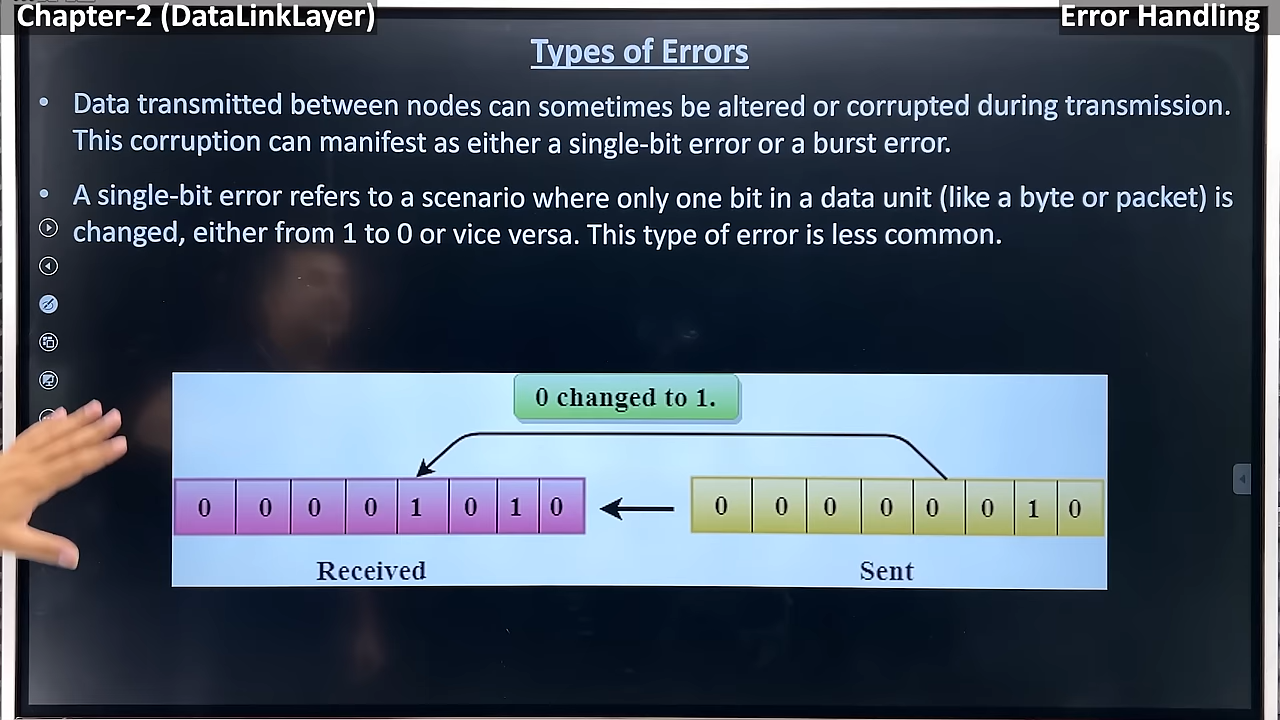 Chapter-2 (DataLinkLayer)
Error Handling
Types of Errors
• Data transmitted between nodes can sometimes be altered or corrupted during transmission.
This corruption can manifest as either a single-bit error or a burst error.
• A single-bit error refers to a scenario where only one bit in a data unit (like a byte or packet) is
changed, either from 1 to 0 or vice versa. This type of error is less common.
0 changed to 1.
0 0 0 0 1 0 1 0
0 0 0 0 0 0 1 0
Received
Sent